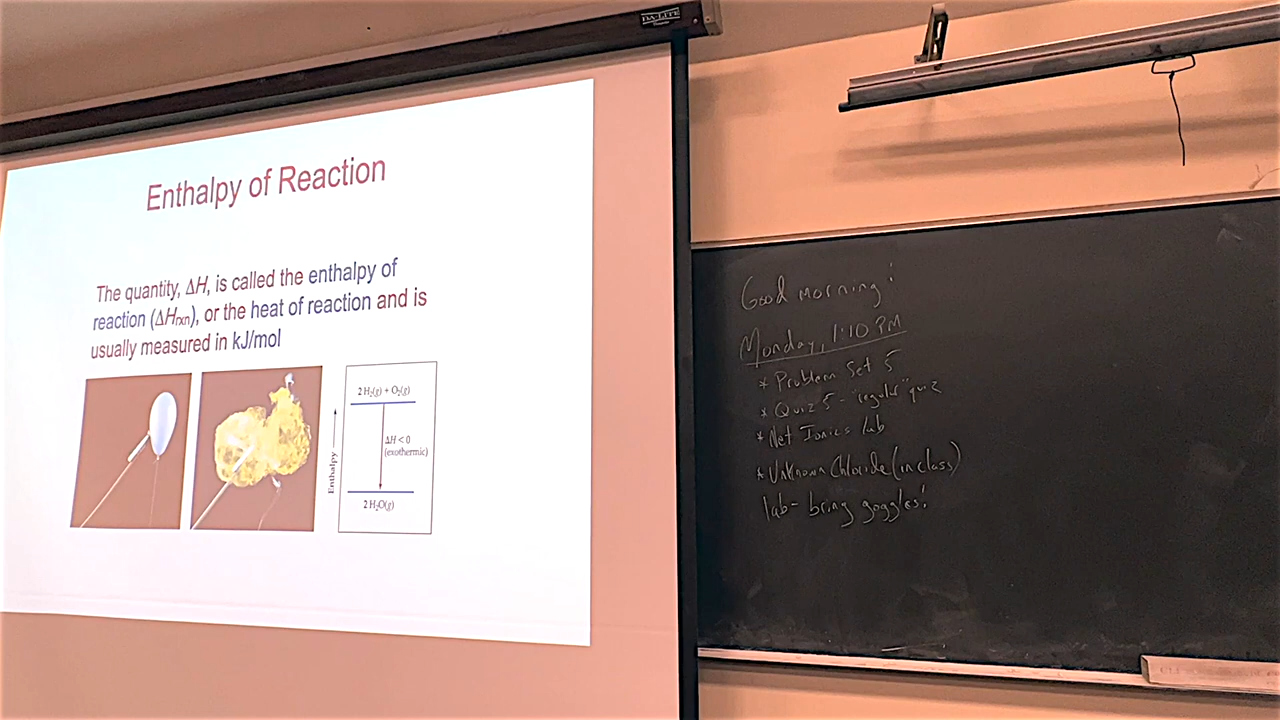 DA-LITE
Enthalpy of Reaction
The quantity, ΔH, is called the enthalpy of
reaction (ΔHrxn), or the heat of reaction and is
usually measured in kJ/mol
Enthalpy
2 H₂(g) + O₂(g)
ΔH < 0
(exothermic)
2 H₂O(g)
Good morning!
Monday, 1:10 PM
* Problem Set 5
* Quiz 5 - "regular" quiz
* Net Ionics lab
* Unknown Chloride (in class)
lab - bring goggles!